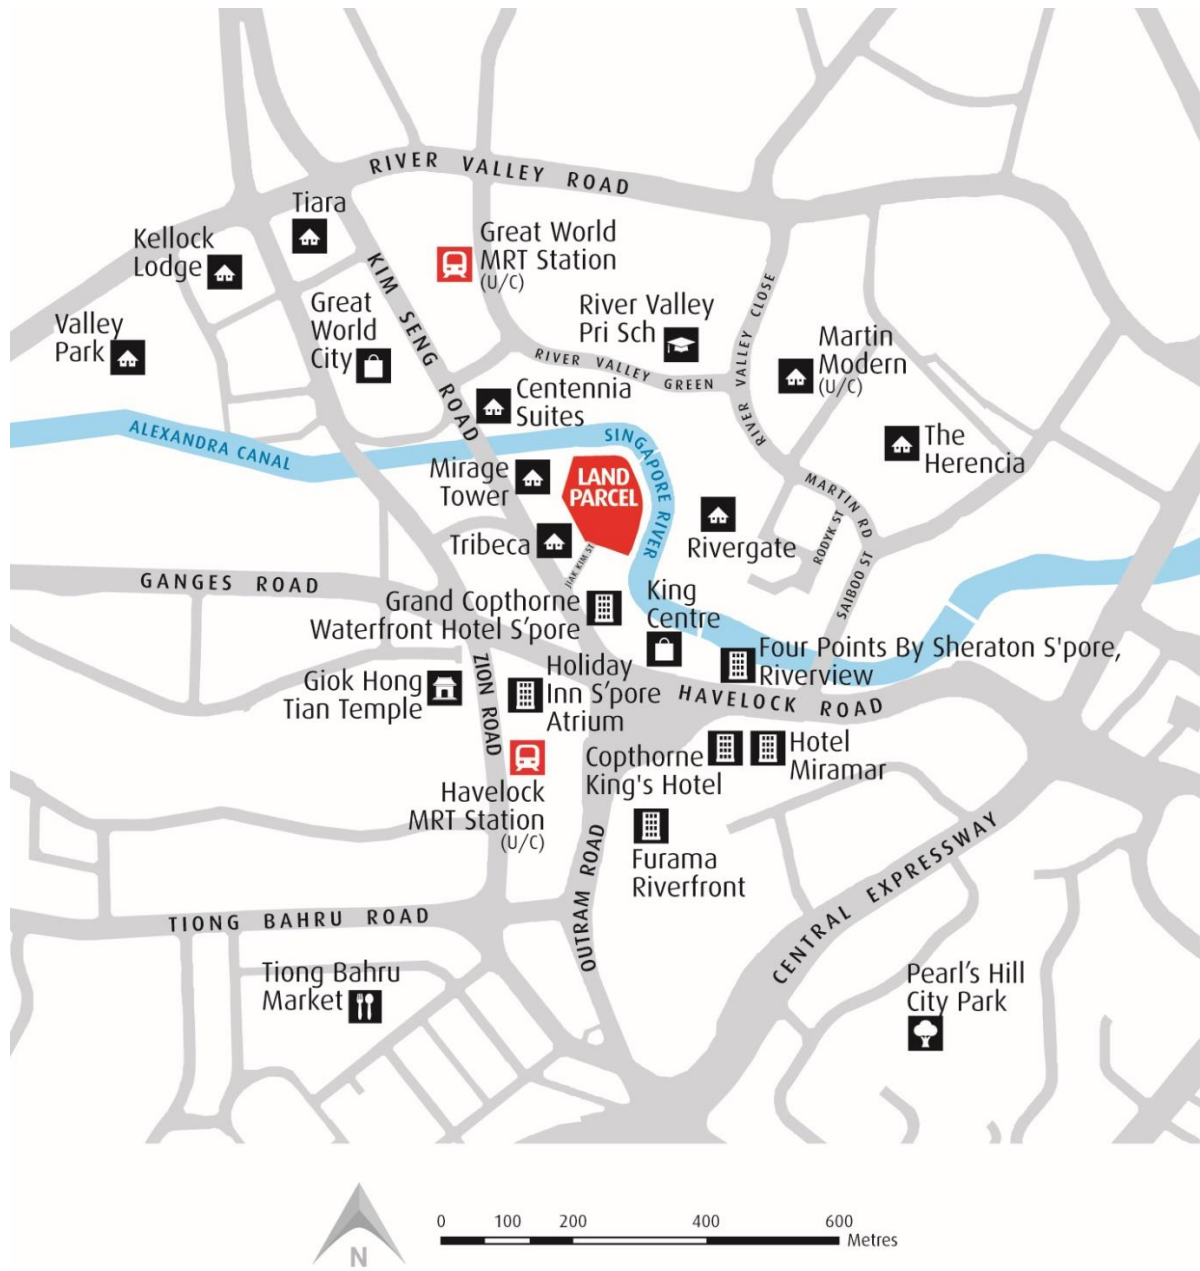 RIVER VALLEY ROAD
Tiara
Kellock
Lodge
KIM SENG ROAD
Great World
MRT Station
(U/C)
Great
World
City
Valley
Park
River Valley
Pri Sch
RIVER VALLEY GREEN
RIVER VALLEY CLOSE
Martin
Modern
(U/C)
Centennia
Suites
ALEXANDRA CANAL
SINGAPORE RIVER
The
Herencia
Mirage
Tower
LAND
PARCEL
MARTIN RD
RODYK ST
SAIBOO ST
Rivergate
Tribeca
JIAK KIM ST
GANGES ROAD
Grand Copthorne
Waterfront Hotel S’pore
King
Centre
Four Points By Sheraton S'pore,
Riverview
ZION ROAD
Giok Hong
Tian Temple
Holiday
Inn S’pore
Atrium
HAVELOCK ROAD
Copthorne
King's Hotel
Hotel
Miramar
Havelock
MRT Station
(U/C)
Furama
Riverfront
OUTRAM ROAD
CENTRAL EXPRESSWAY
TIONG BAHRU ROAD
Tiong Bahru
Market
Pearl’s Hill
City Park
N
0 100 200 400 600
Metres